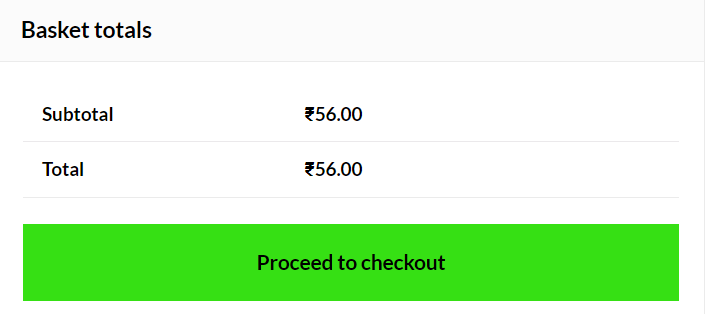 Basket totals
Subtotal ₹56.00
Total ₹56.00
Proceed to checkout